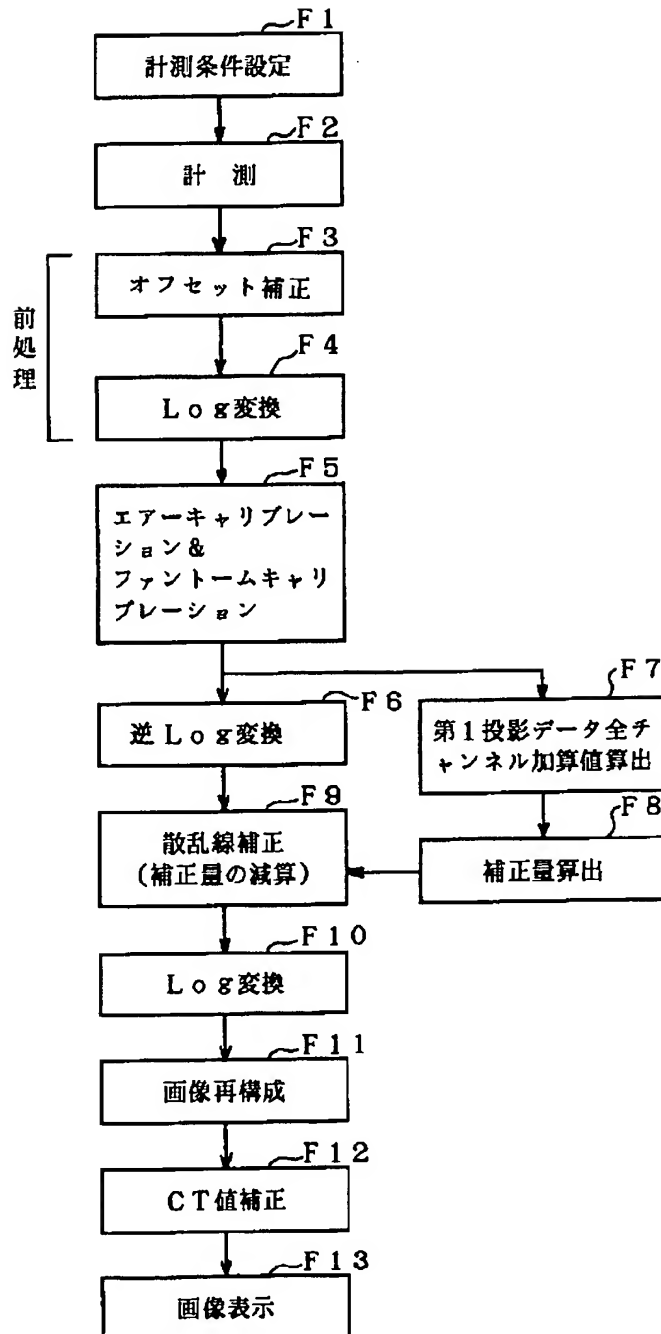 F1
計測条件設定
F2
計 測
F3
オフセット補正
前処理
F4
Log変換
F5
エアーキャリブレー
ション&
ファントームキャリ
ブレーション
F6
逆Log変換
F7
第1投影データ全チ
ャンネル加算値算出
F8
補正量算出
F9
散乱線補正
(補正量の減算)
F10
Log変換
F11
画像再構成
F12
CT値補正
F13
画像表示